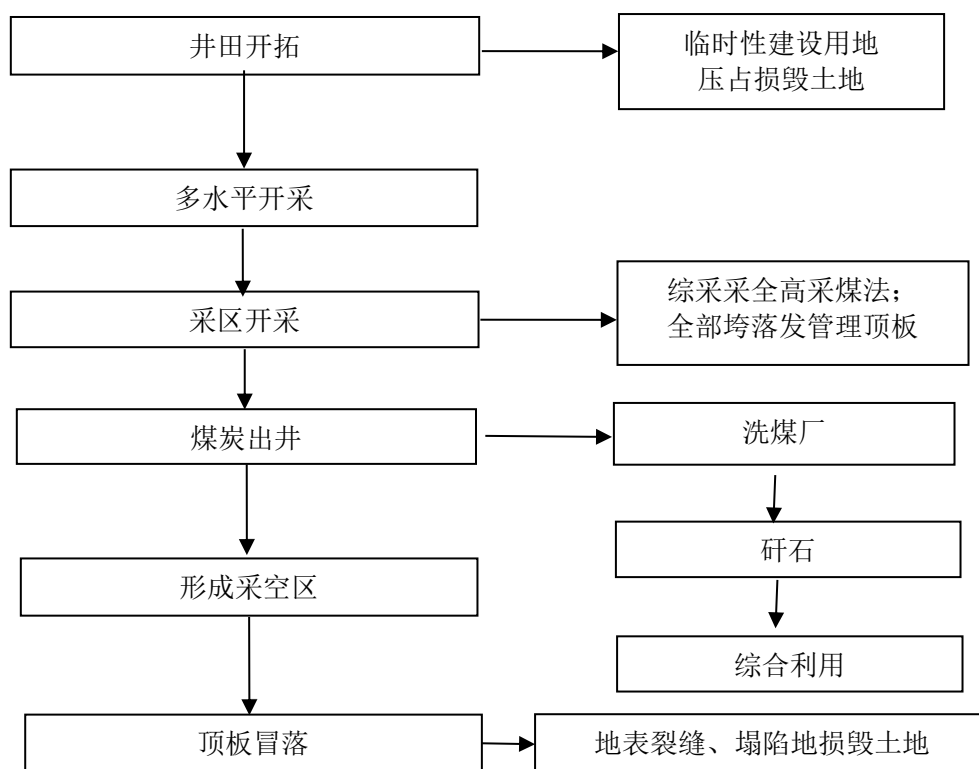 井田开拓
临时性建设用地
压占损毁土地
多水平开采
采区开采
综采采全高采煤法；
全部垮落发管理顶板
煤炭出井
洗煤厂
矸石
形成采空区
综合利用
顶板冒落
地表裂缝、塌陷地损毁土地